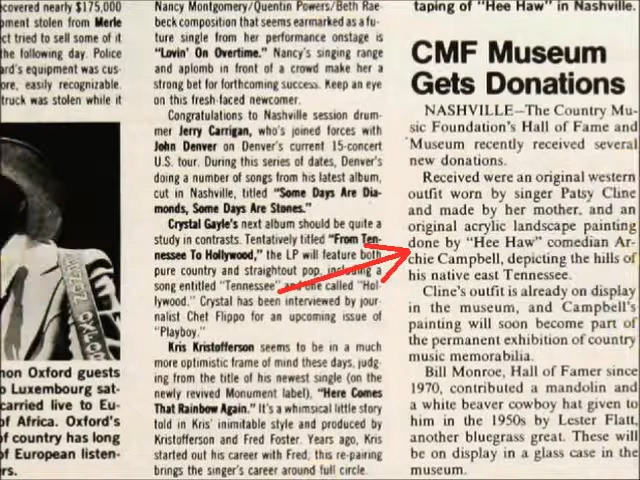 covered nearly $175,000
pment stolen from Merle
ct tried to sell some of it
the following day. Police
ard's equipment was cus-
ore, easily recognizable.
truck was stolen while it
non Oxford guests
o Luxembourg sat-
carried live to Eu-
of Africa. Oxford's
of country has long
of European listen-
rs.
Nancy Montgomery/Quentin Powers/Beth Rae-
beck composition that seems earmarked as a fu-
ture single from her performance onstage is
"Lovin' On Overtime." Nancy's singing range
and aplomb in front of a crowd make her a
strong bet for forthcoming success. Keep an eye
on this fresh-faced newcomer.
Congratulations to Nashville session drum-
mer Jerry Carrigan, who's joined forces with
John Denver on Denver's current 15-concert
U.S. tour. During this series of dates, Denver's
doing a number of songs from his latest album,
cut in Nashville, titled "Some Days Are Dia-
monds, Some Days Are Stones."
Crystal Gayle's next album should be quite a
study in contrasts. Tentatively titled "From Ten-
nessee To Hollywood," the LP will feature both
pure country and straightout pop, including a
song entitled "Tennessee" and one called "Hol-
lywood." Crystal has been interviewed by jour-
nalist Chet Flippo for an upcoming issue of
"Playboy."
Kris Kristofferson seems to be in a much
more optimistic frame of mind these days, judg-
ing from the title of his newest single (on the
newly revived Monument label), "Here Comes
That Rainbow Again." It's a whimsical little story
told in Kris' inimitable style and produced by
Kristofferson and Fred Foster. Years ago, Kris
started out his career with Fred; this re-pairing
brings the singer's career around full circle.
taping of "Hee Haw" in Nashville.
CMF Museum
Gets Donations
NASHVILLE—The Country Mu-
sic Foundation's Hall of Fame and
Museum recently received several
new donations.
Received were an original western
outfit worn by singer Patsy Cline
and made by her mother, and an
original acrylic landscape painting
done by "Hee Haw" comedian Ar-
chie Campbell, depicting the hills of
his native east Tennessee.
Cline's outfit is already on display
in the museum, and Campbell's
painting will soon become part of
the permanent exhibition of country
music memorabilia.
Bill Monroe, Hall of Famer since
1970, contributed a mandolin and
a white beaver cowboy hat given to
him in the 1950s by Lester Flatt,
another bluegrass great. These will
be on display in a glass case in the
museum.